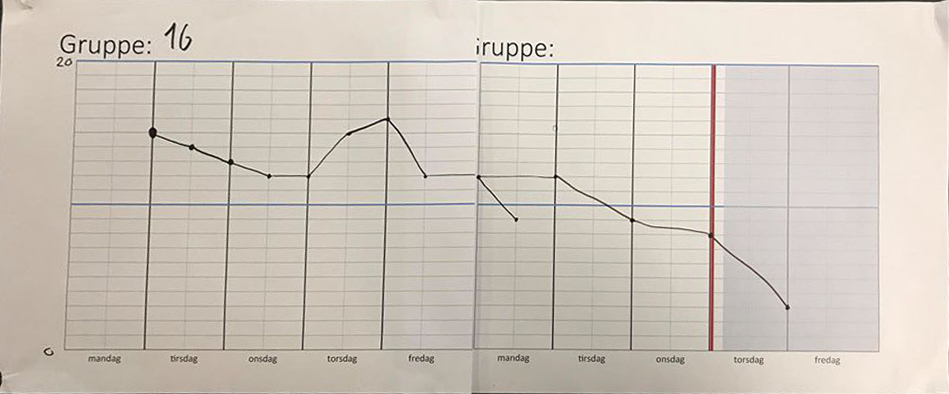 Gruppe: 16
20
0
mandag tirsdag onsdag torsdag fredag
ruppe:
mandag tirsdag onsdag torsdag fredag